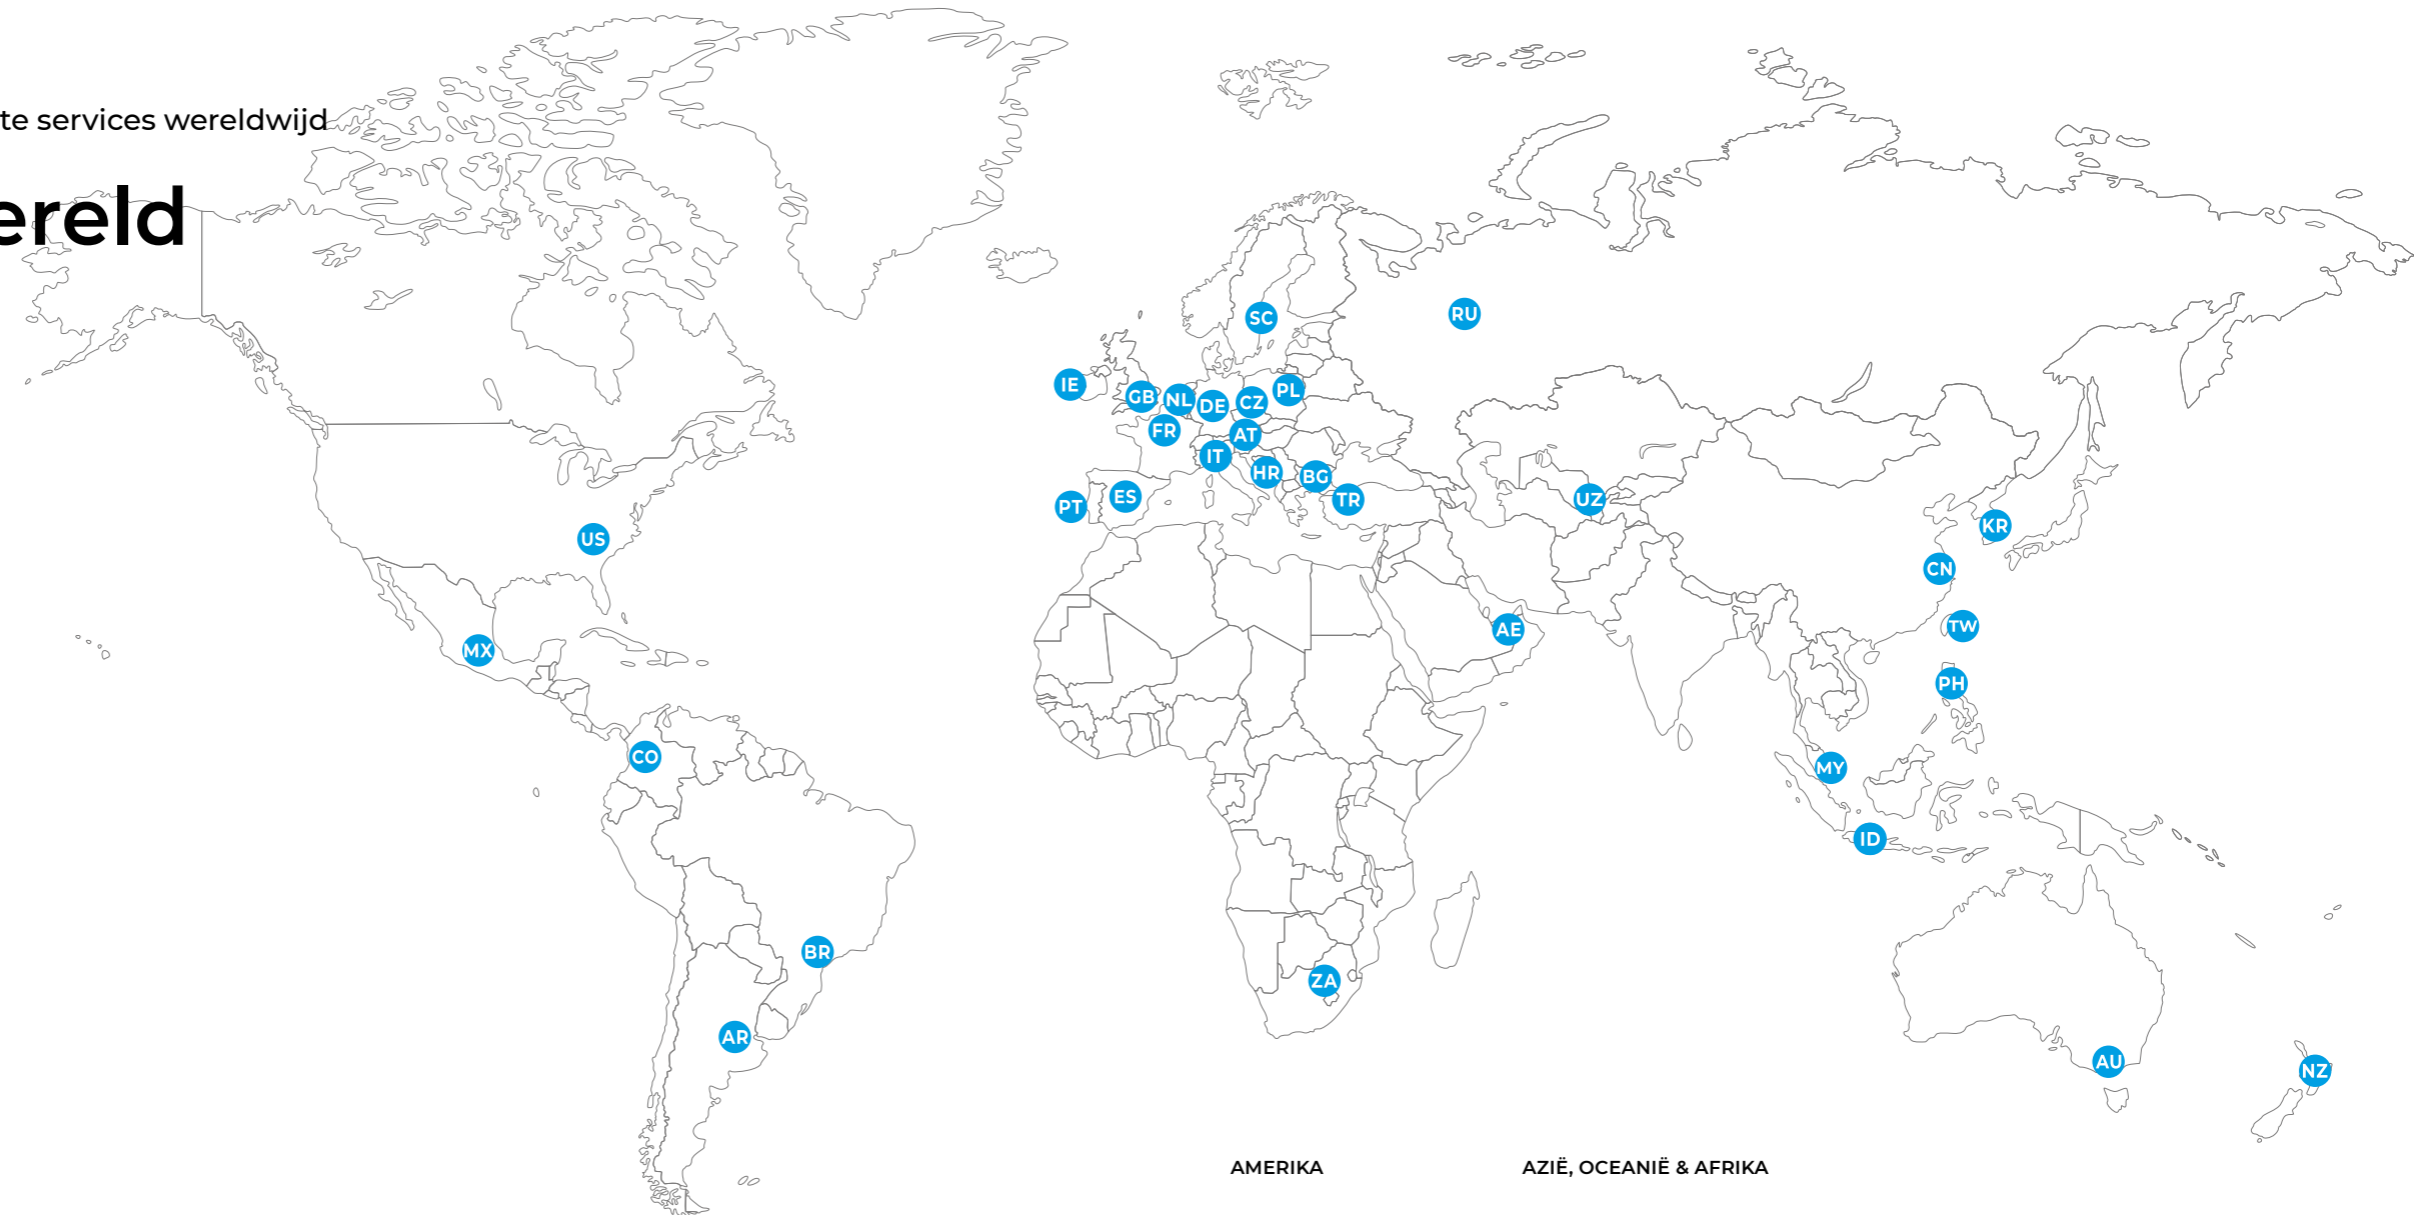 te services wereldwijd
ereld
SC
RU
IE
GB
NL
DE
CZ
PL
FR
AT
IT
HR
BG
PT
ES
TR
UZ
US
KR
CN
MX
AE
TW
PH
CO
MY
ID
BR
ZA
AR
AU
NZ
AMERIKA
AZIË, OCEANIË & AFRIKA